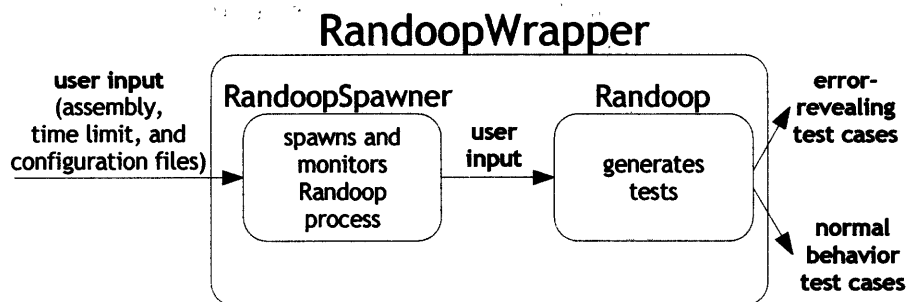 RandoopWrapper
user input
(assembly,
time limit, and
configuration files)
RandoopSpawner
spawns and
monitors
Randoop
process
user
input
Randoop
generates
tests
error-
revealing
test cases
normal
behavior
test cases